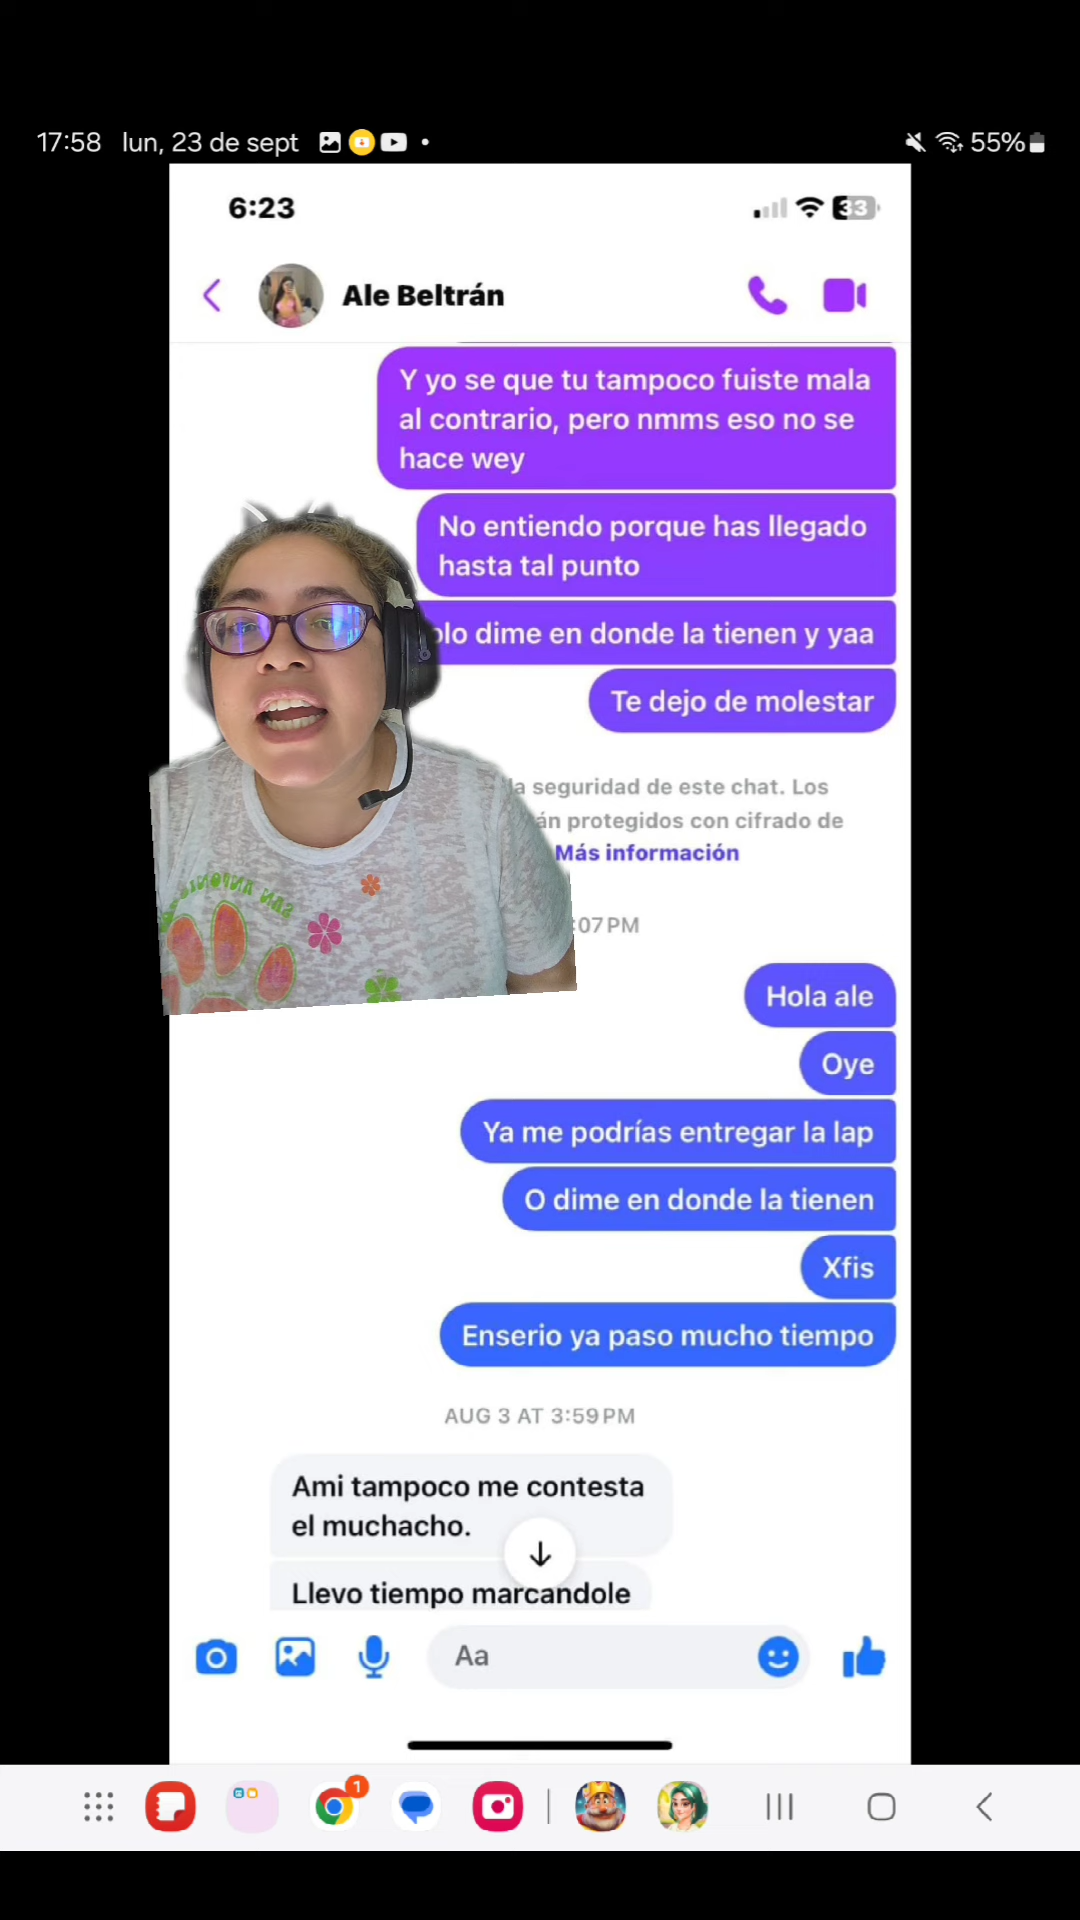 17:58 lun, 23 de sept
55%
6:23
33
Ale Beltrán
Y yo se que tu tampoco fuiste mala
al contrario, pero nmms eso no se
hace wey
No entiendo porque has llegado
hasta tal punto
olo dime en donde la tienen y yaa
Te dejo de molestar
la seguridad de este chat. Los
án protegidos con cifrado de
Más información
:07 PM
SAN ANTONIO
Hola ale
Oye
Ya me podrías entregar la lap
O dime en donde la tienen
Xfis
Enserio ya paso mucho tiempo
AUG 3 AT 3:59 PM
Ami tampoco me contesta
el muchacho.
Llevo tiempo marcandole
Aa
1